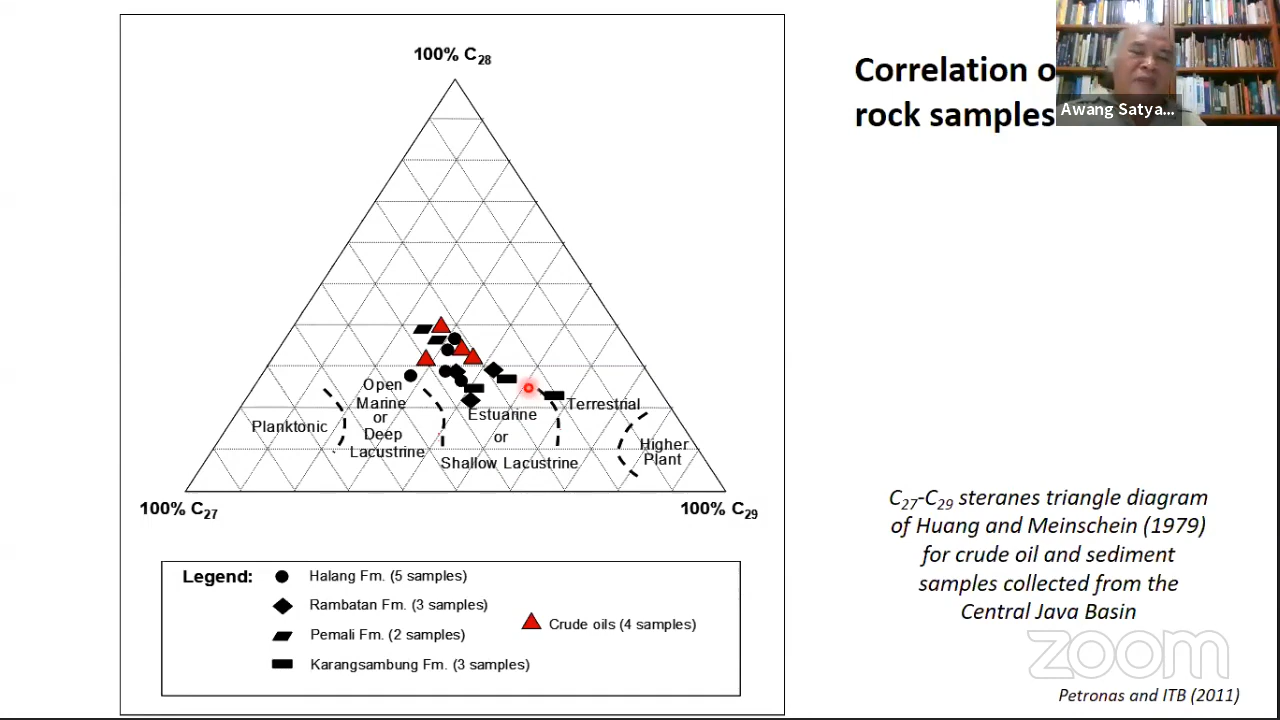 100% C28
Correlation o
rock samples
Awang Satya...
Open
Marine
or
Deep
Lacustrine
Planktonic
Estuarine
or
Shallow Lacustrine
Terrestrial
Higher
Plant
100% C27
100% C29
C27-C29 steranes triangle diagram
of Huang and Meinschein (1979)
for crude oil and sediment
samples collected from the
Central Java Basin
Legend:
Halang Fm. (5 samples)
Rambatan Fm. (3 samples)
Pemali Fm. (2 samples)
Karangsambung Fm. (3 samples)
Crude oils (4 samples)
zoom
Petronas and ITB (2011)